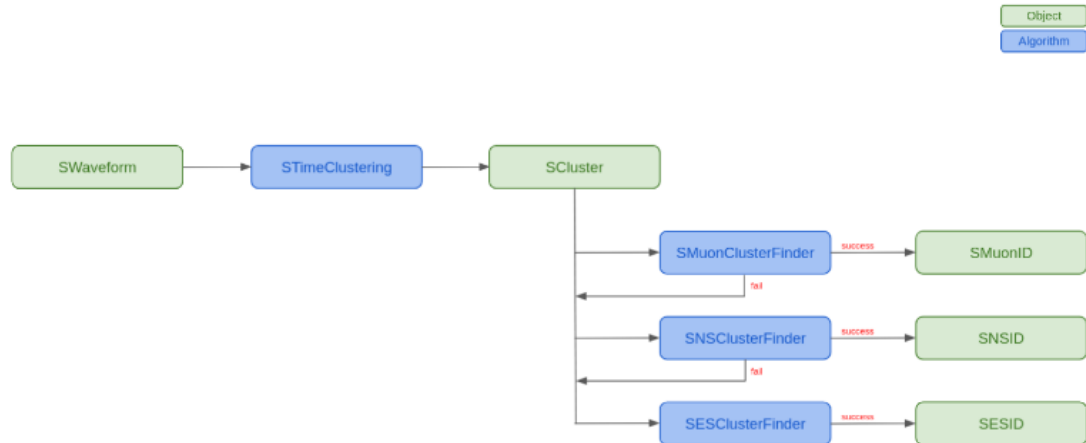 Object
Algorithm
SWaveform
STimeClustering
SCluster
SMuonClusterFinder
success
SMuonID
fail
SNSClusterFinder
success
SNSID
fail
SESClusterFinder
success
SESID